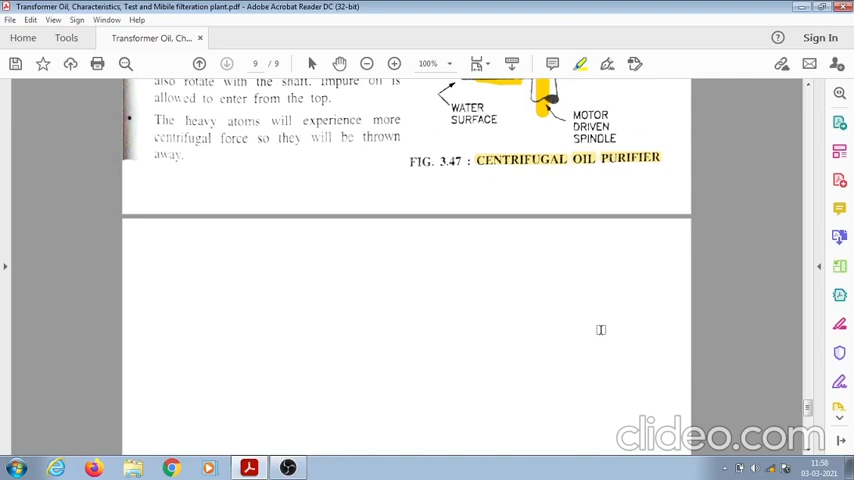 Transformer Oil, Characteristics, Test and Mibile filteration plant.pdf - Adobe Acrobat Reader DC (32-bit)
File Edit View Sign Window Help
Home Tools Transformer Oil, Ch... × Sign In
9 / 9 100%
also rotate with the shaft. Impure oil is
allowed to enter from the top.
The heavy atoms will experience more
centrifugal force so they will be thrown
away.
WATER
SURFACE
MOTOR
DRIVEN
SPINDLE
FIG. 3.47 : CENTRIFUGAL OIL PURIFIER
clideo.com
11:58
03-03-2021